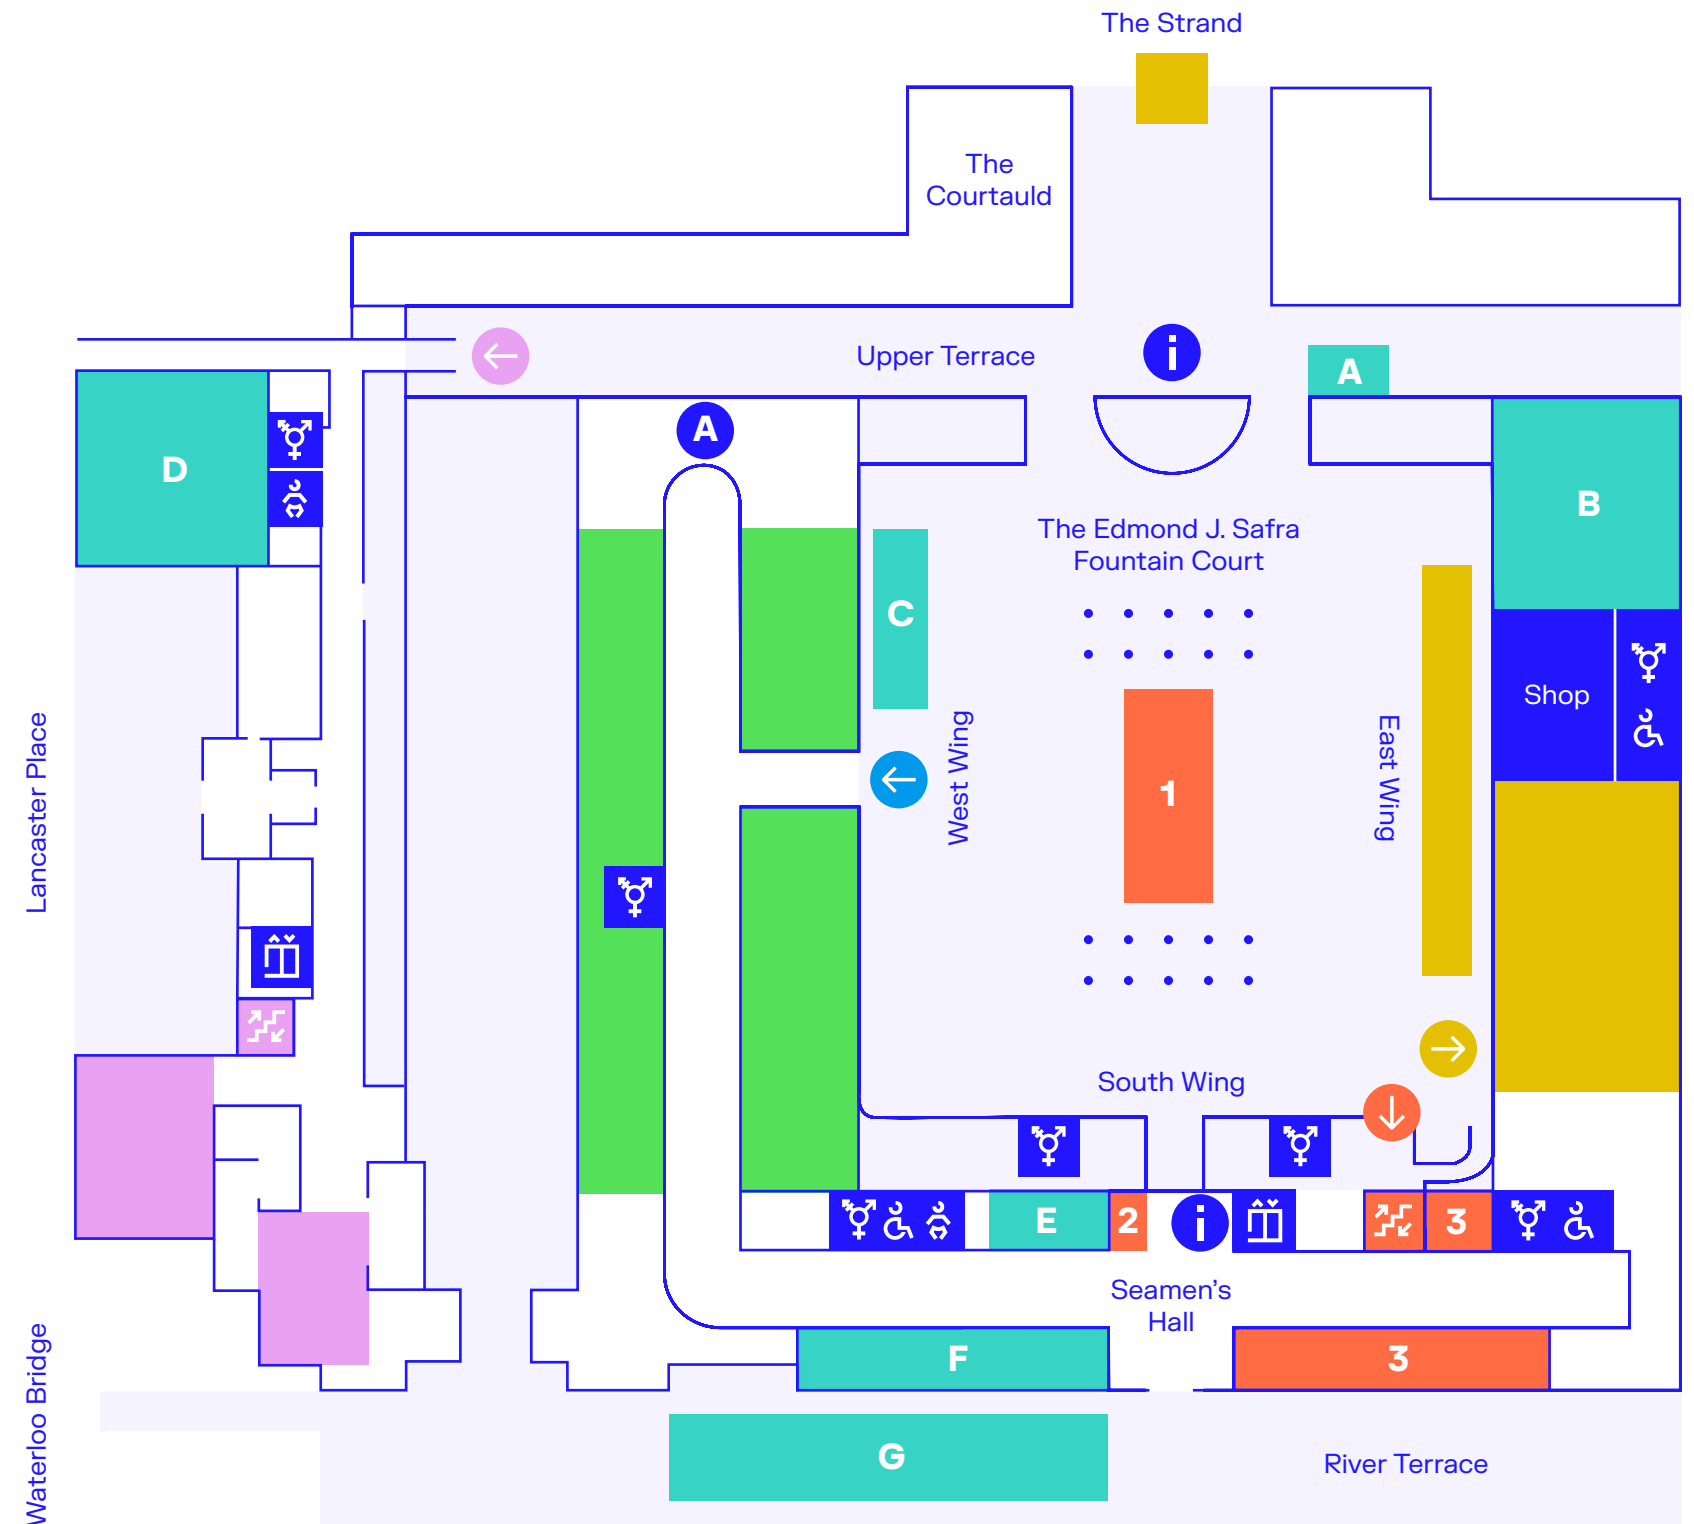 The Strand
The
Courtauld
Upper Terrace
i
A
A
D
B
The Edmond J. Safra
Fountain Court
C
Shop
West Wing
East Wing
1
Lancaster Place
South Wing
E
2
i
3
Seamen's
Hall
F
3
Waterloo Bridge
G
River Terrace